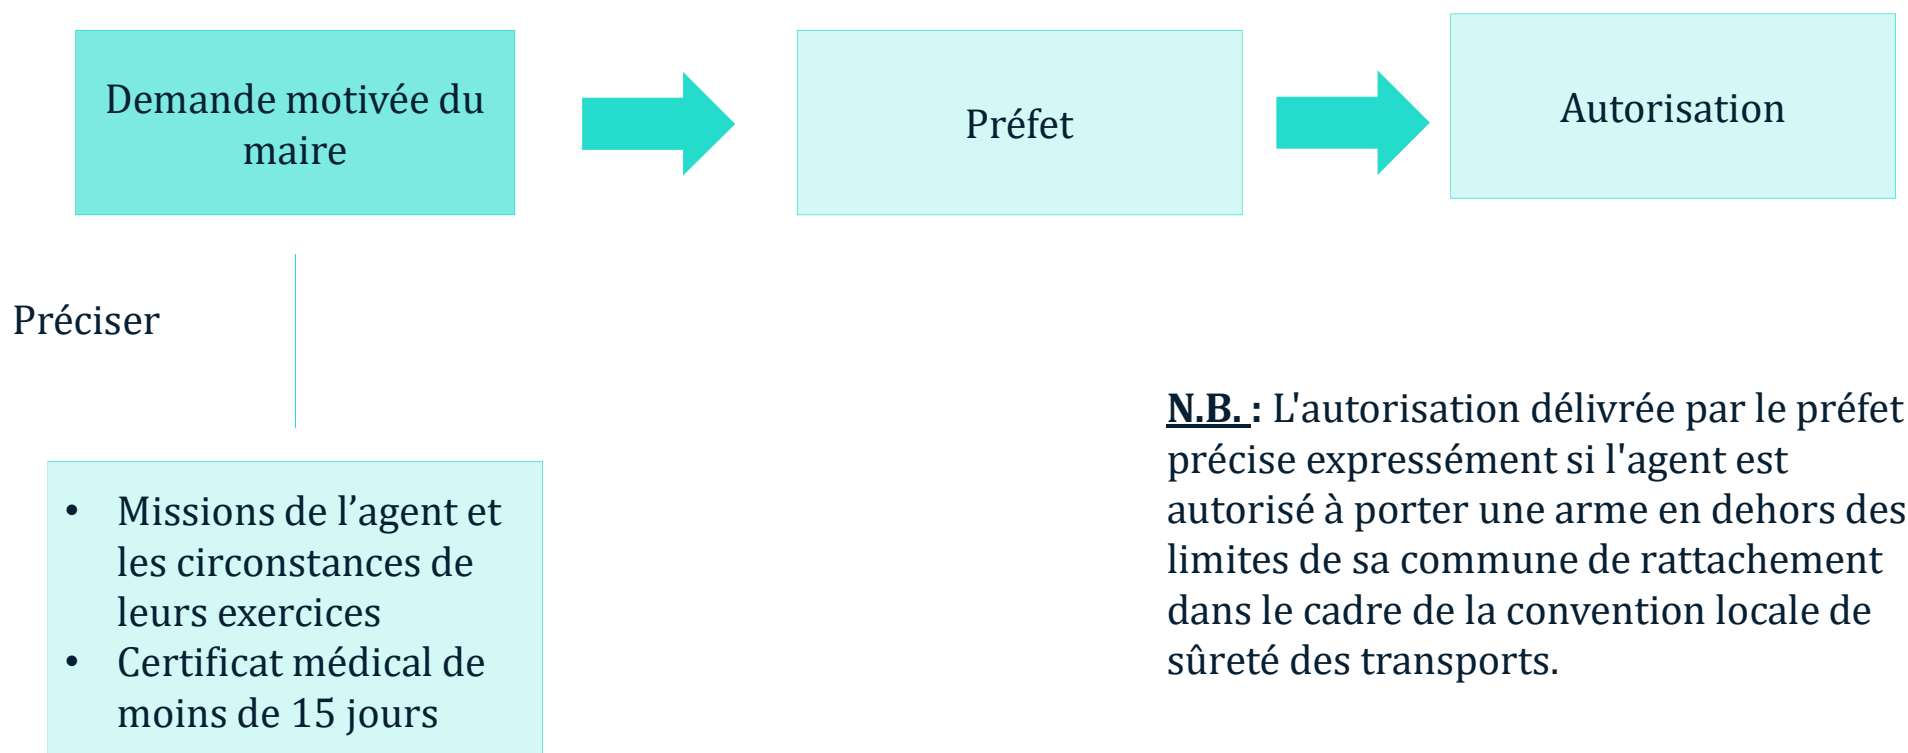 Demande motivée du
maire
Préfet
Autorisation
Préciser
• Missions de l’agent et
les circonstances de
leurs exercices
• Certificat médical de
moins de 15 jours
N.B. : L'autorisation délivrée par le préfet
précise expressément si l'agent est
autorisé à porter une arme en dehors des
limites de sa commune de rattachement
dans le cadre de la convention locale de
sûreté des transports.